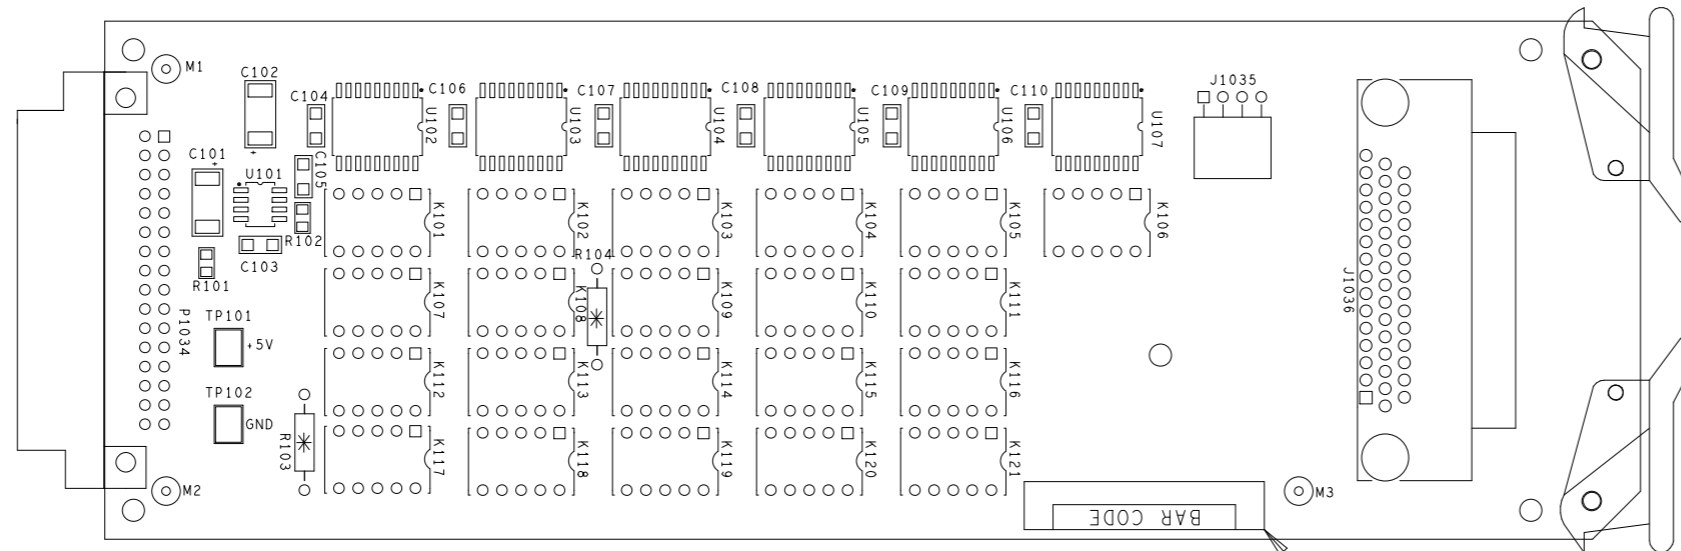 M1
C102
C104
C106
C107
C108
C109
C110
J1035
U102
U103
U104
U105
U106
U107
C101
+
+
U101
C105
R102
C103
R101
K101
K102
K103
K104
K105
K106
R104
K107
K108
K109
K110
K111
J1036
P1034
TP101
+5V
K112
K113
K114
K115
K116
TP102
GND
R103
K117
K118
K119
K120
K121
M2
M3
BAR CODE